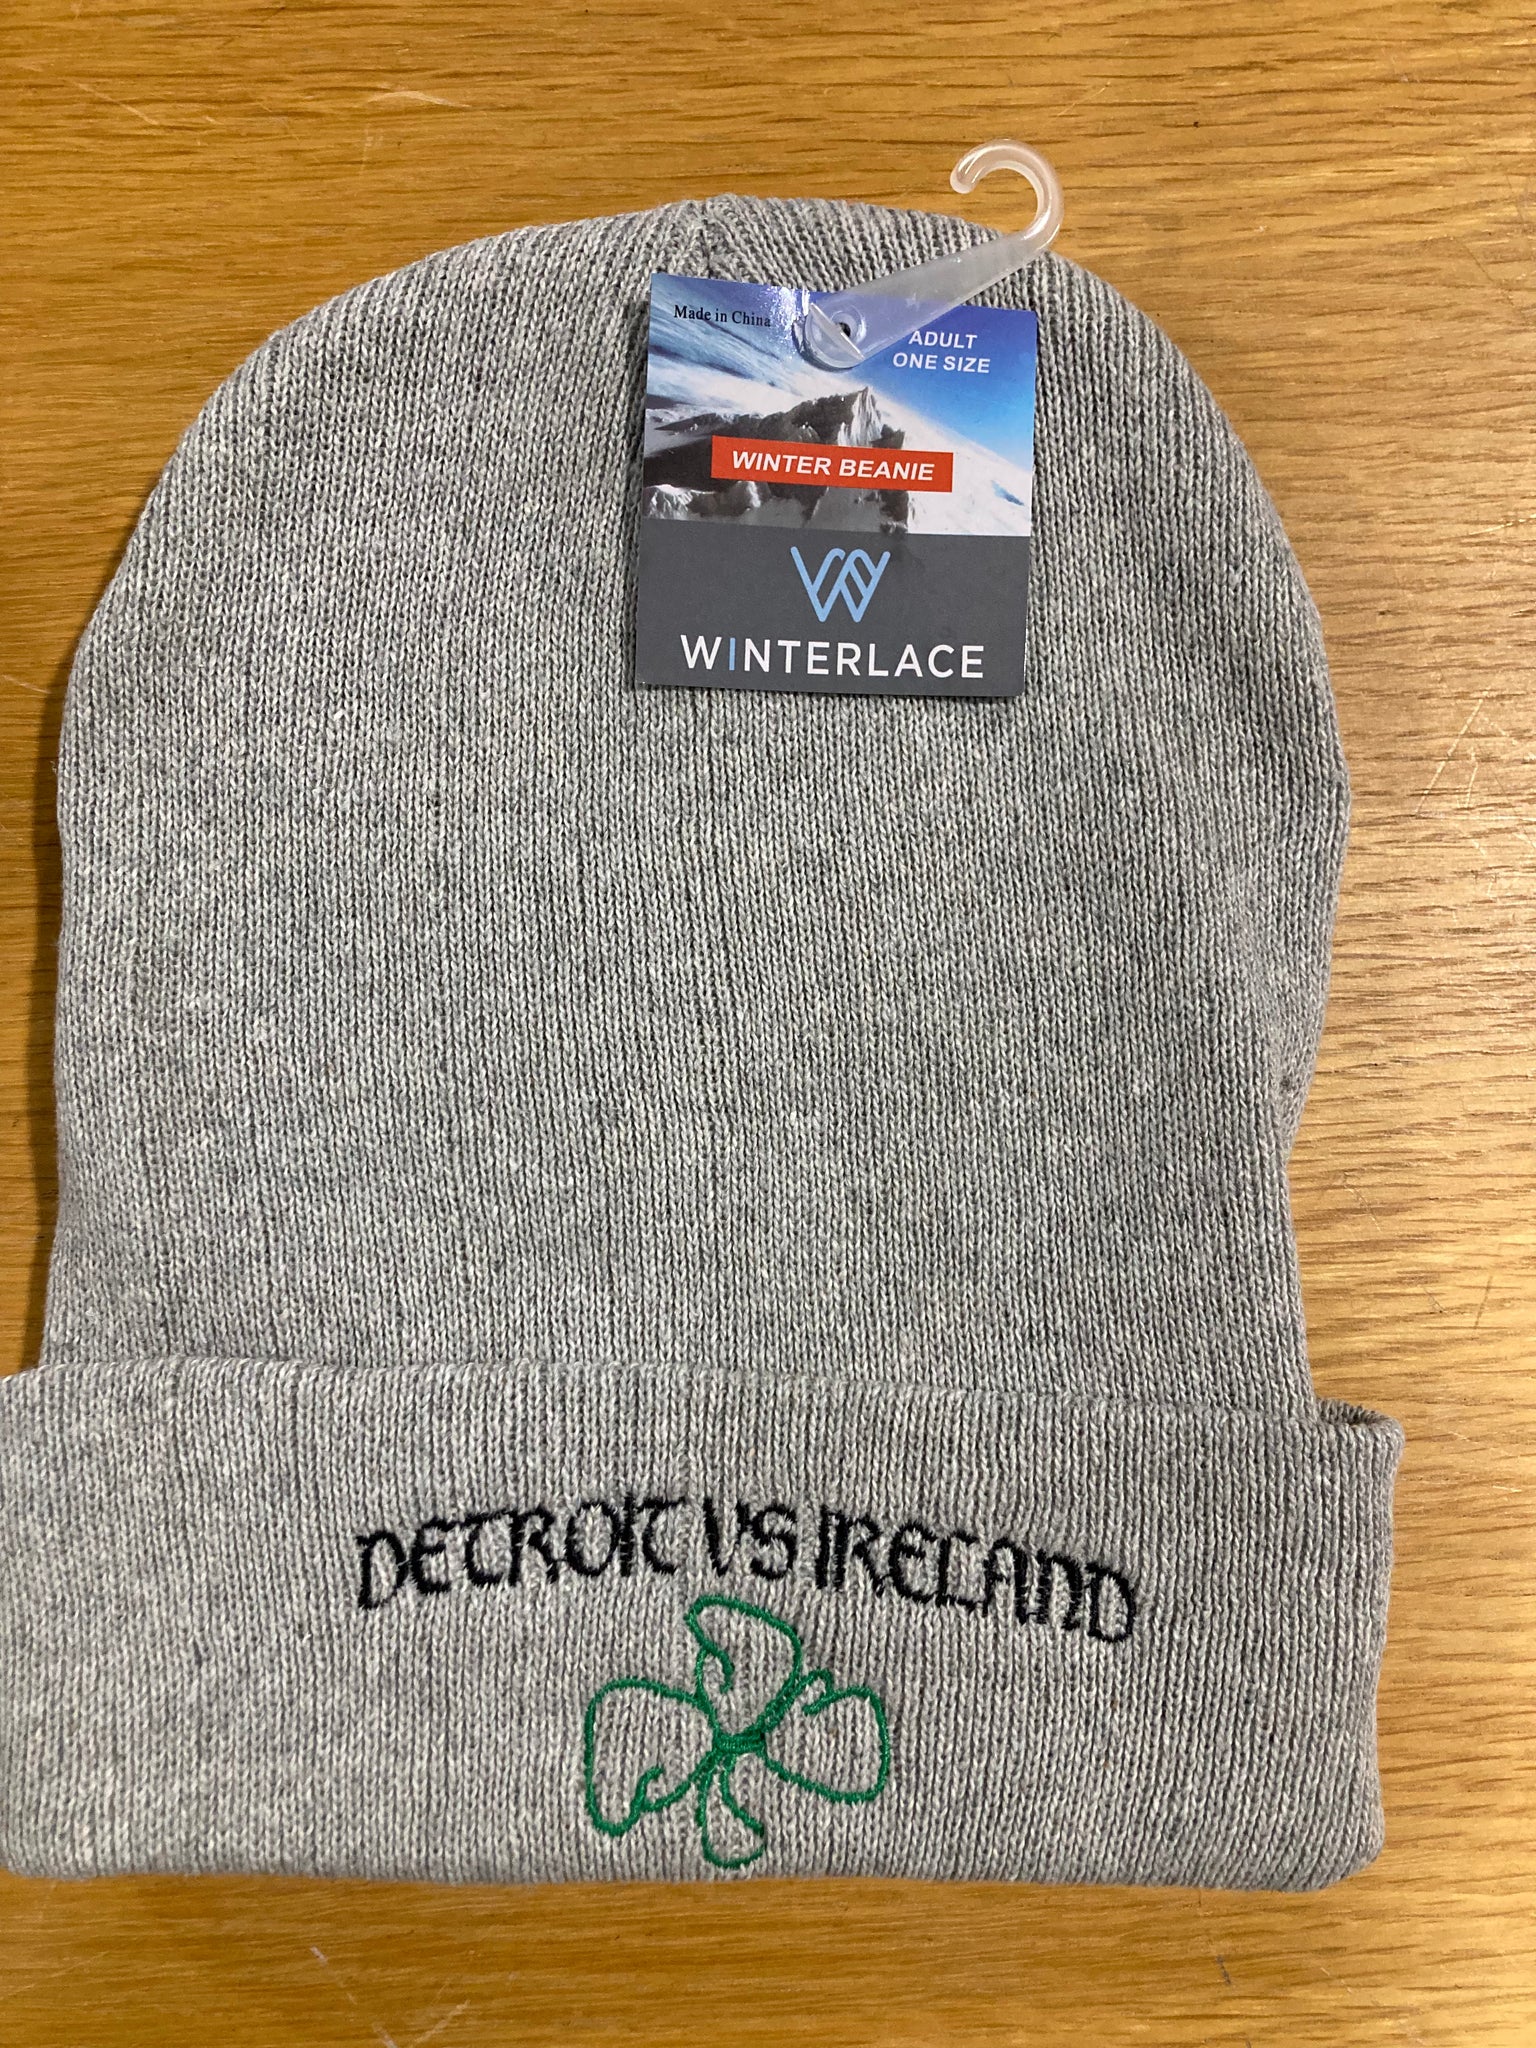 Made in China
ADULT
ONE SIZE
WINTER BEANIE
WINTERLACE
DETROIT VS IRELAND